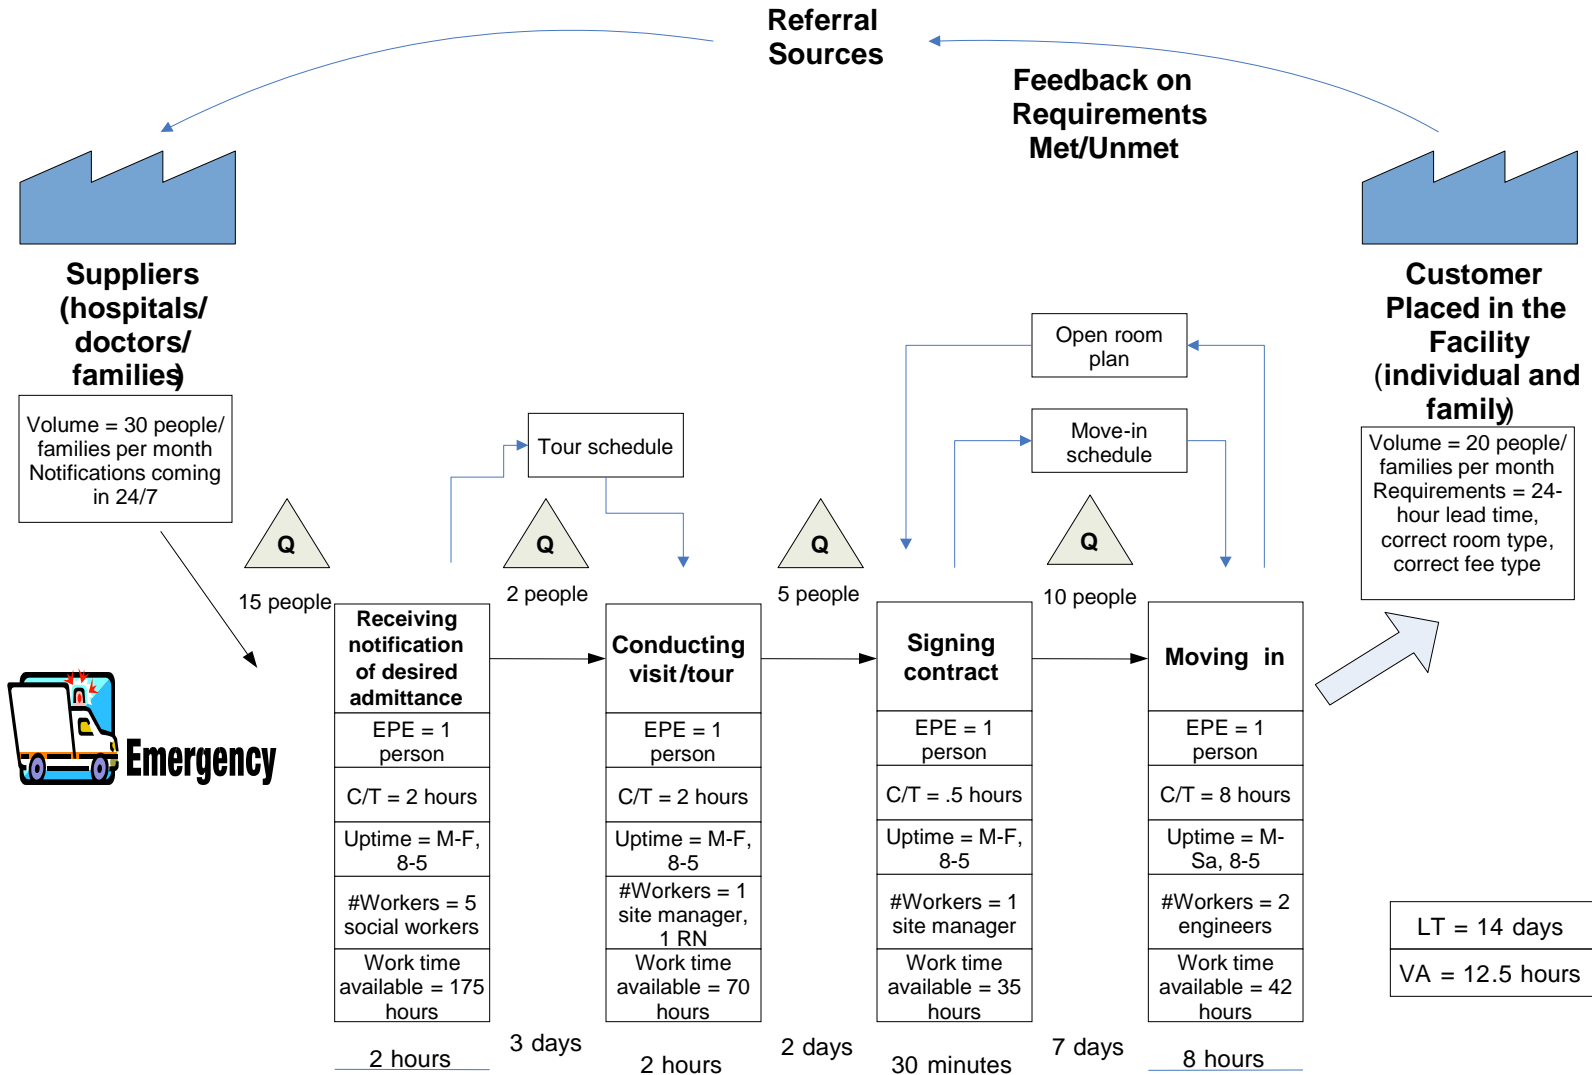 Referral
Sources
Feedback on
Requirements
Met/Unmet
Suppliers
(hospitals/
doctors/
families)
Volume = 30 people/
families per month
Notifications coming
in 24/7
Customer
Placed in the
Facility
(individual and
family)
Volume = 20 people/
families per month
Requirements = 24-
hour lead time,
correct room type,
correct fee type
Open room
plan
Move-in
schedule
Tour schedule
Q
15 people
Q
2 people
Q
5 people
Q
10 people
Emergency
Receiving
notification
of desired
admittance
EPE = 1
person
C/T = 2 hours
Uptime = M-F,
8-5
#Workers = 5
social workers
Work time
available = 175
hours
Conducting
visit/tour
EPE = 1
person
C/T = 2 hours
Uptime = M-F,
8-5
#Workers = 1
site manager,
1 RN
Work time
available = 70
hours
Signing
contract
EPE = 1
person
C/T = .5 hours
Uptime = M-F,
8-5
#Workers = 1
site manager
Work time
available = 35
hours
Moving in
EPE = 1
person
C/T = 8 hours
Uptime = M-
Sa, 8-5
#Workers = 2
engineers
Work time
available = 42
hours
LT = 14 days
VA = 12.5 hours
2 hours
3 days
2 hours
2 days
30 minutes
7 days
8 hours